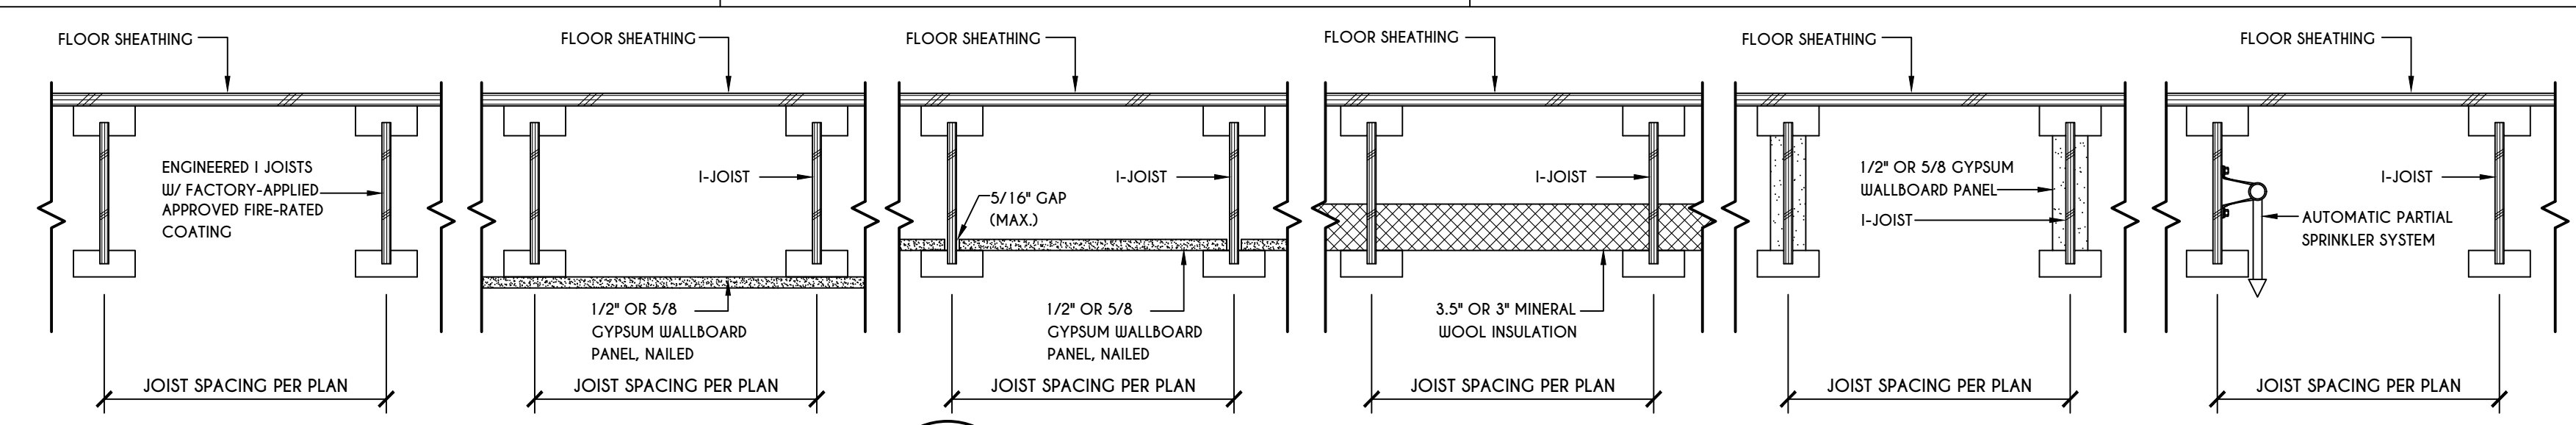 FLOOR SHEATHING
ENGINEERED I JOISTS
W/ FACTORY-APPLIED
APPROVED FIRE-RATED
COATING
JOIST SPACING PER PLAN
FLOOR SHEATHING
I-JOIST
1/2" OR 5/8
GYPSUM WALLBOARD
PANEL, NAILED
JOIST SPACING PER PLAN
FLOOR SHEATHING
I-JOIST
5/16" GAP
(MAX.)
1/2" OR 5/8
GYPSUM WALLBOARD
PANEL, NAILED
JOIST SPACING PER PLAN
FLOOR SHEATHING
I-JOIST
3.5" OR 3" MINERAL
WOOL INSULATION
JOIST SPACING PER PLAN
FLOOR SHEATHING
1/2" OR 5/8 GYPSUM
WALLBOARD PANEL
I-JOIST
JOIST SPACING PER PLAN
FLOOR SHEATHING
I-JOIST
AUTOMATIC PARTIAL
SPRINKLER SYSTEM
JOIST SPACING PER PLAN